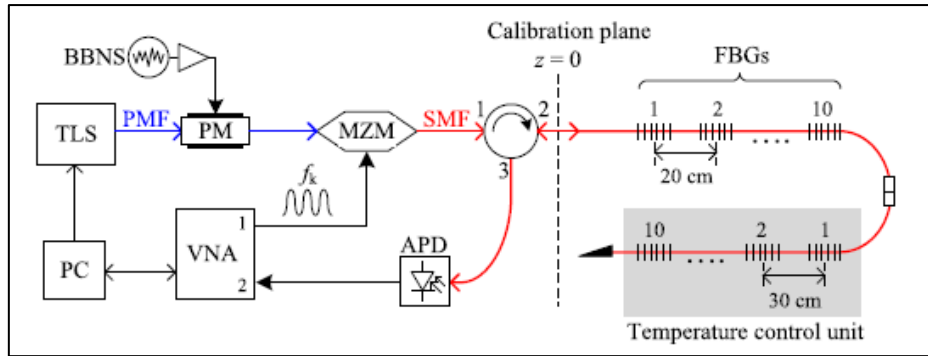 Calibration plane
z = 0
FBGs
BBNS
1 2 10
PMF
SMF
1 2
TLS
PM
MZM
3
20 cm
f_k
10 2 1
APD
1
PC
VNA
2
30 cm
Temperature control unit